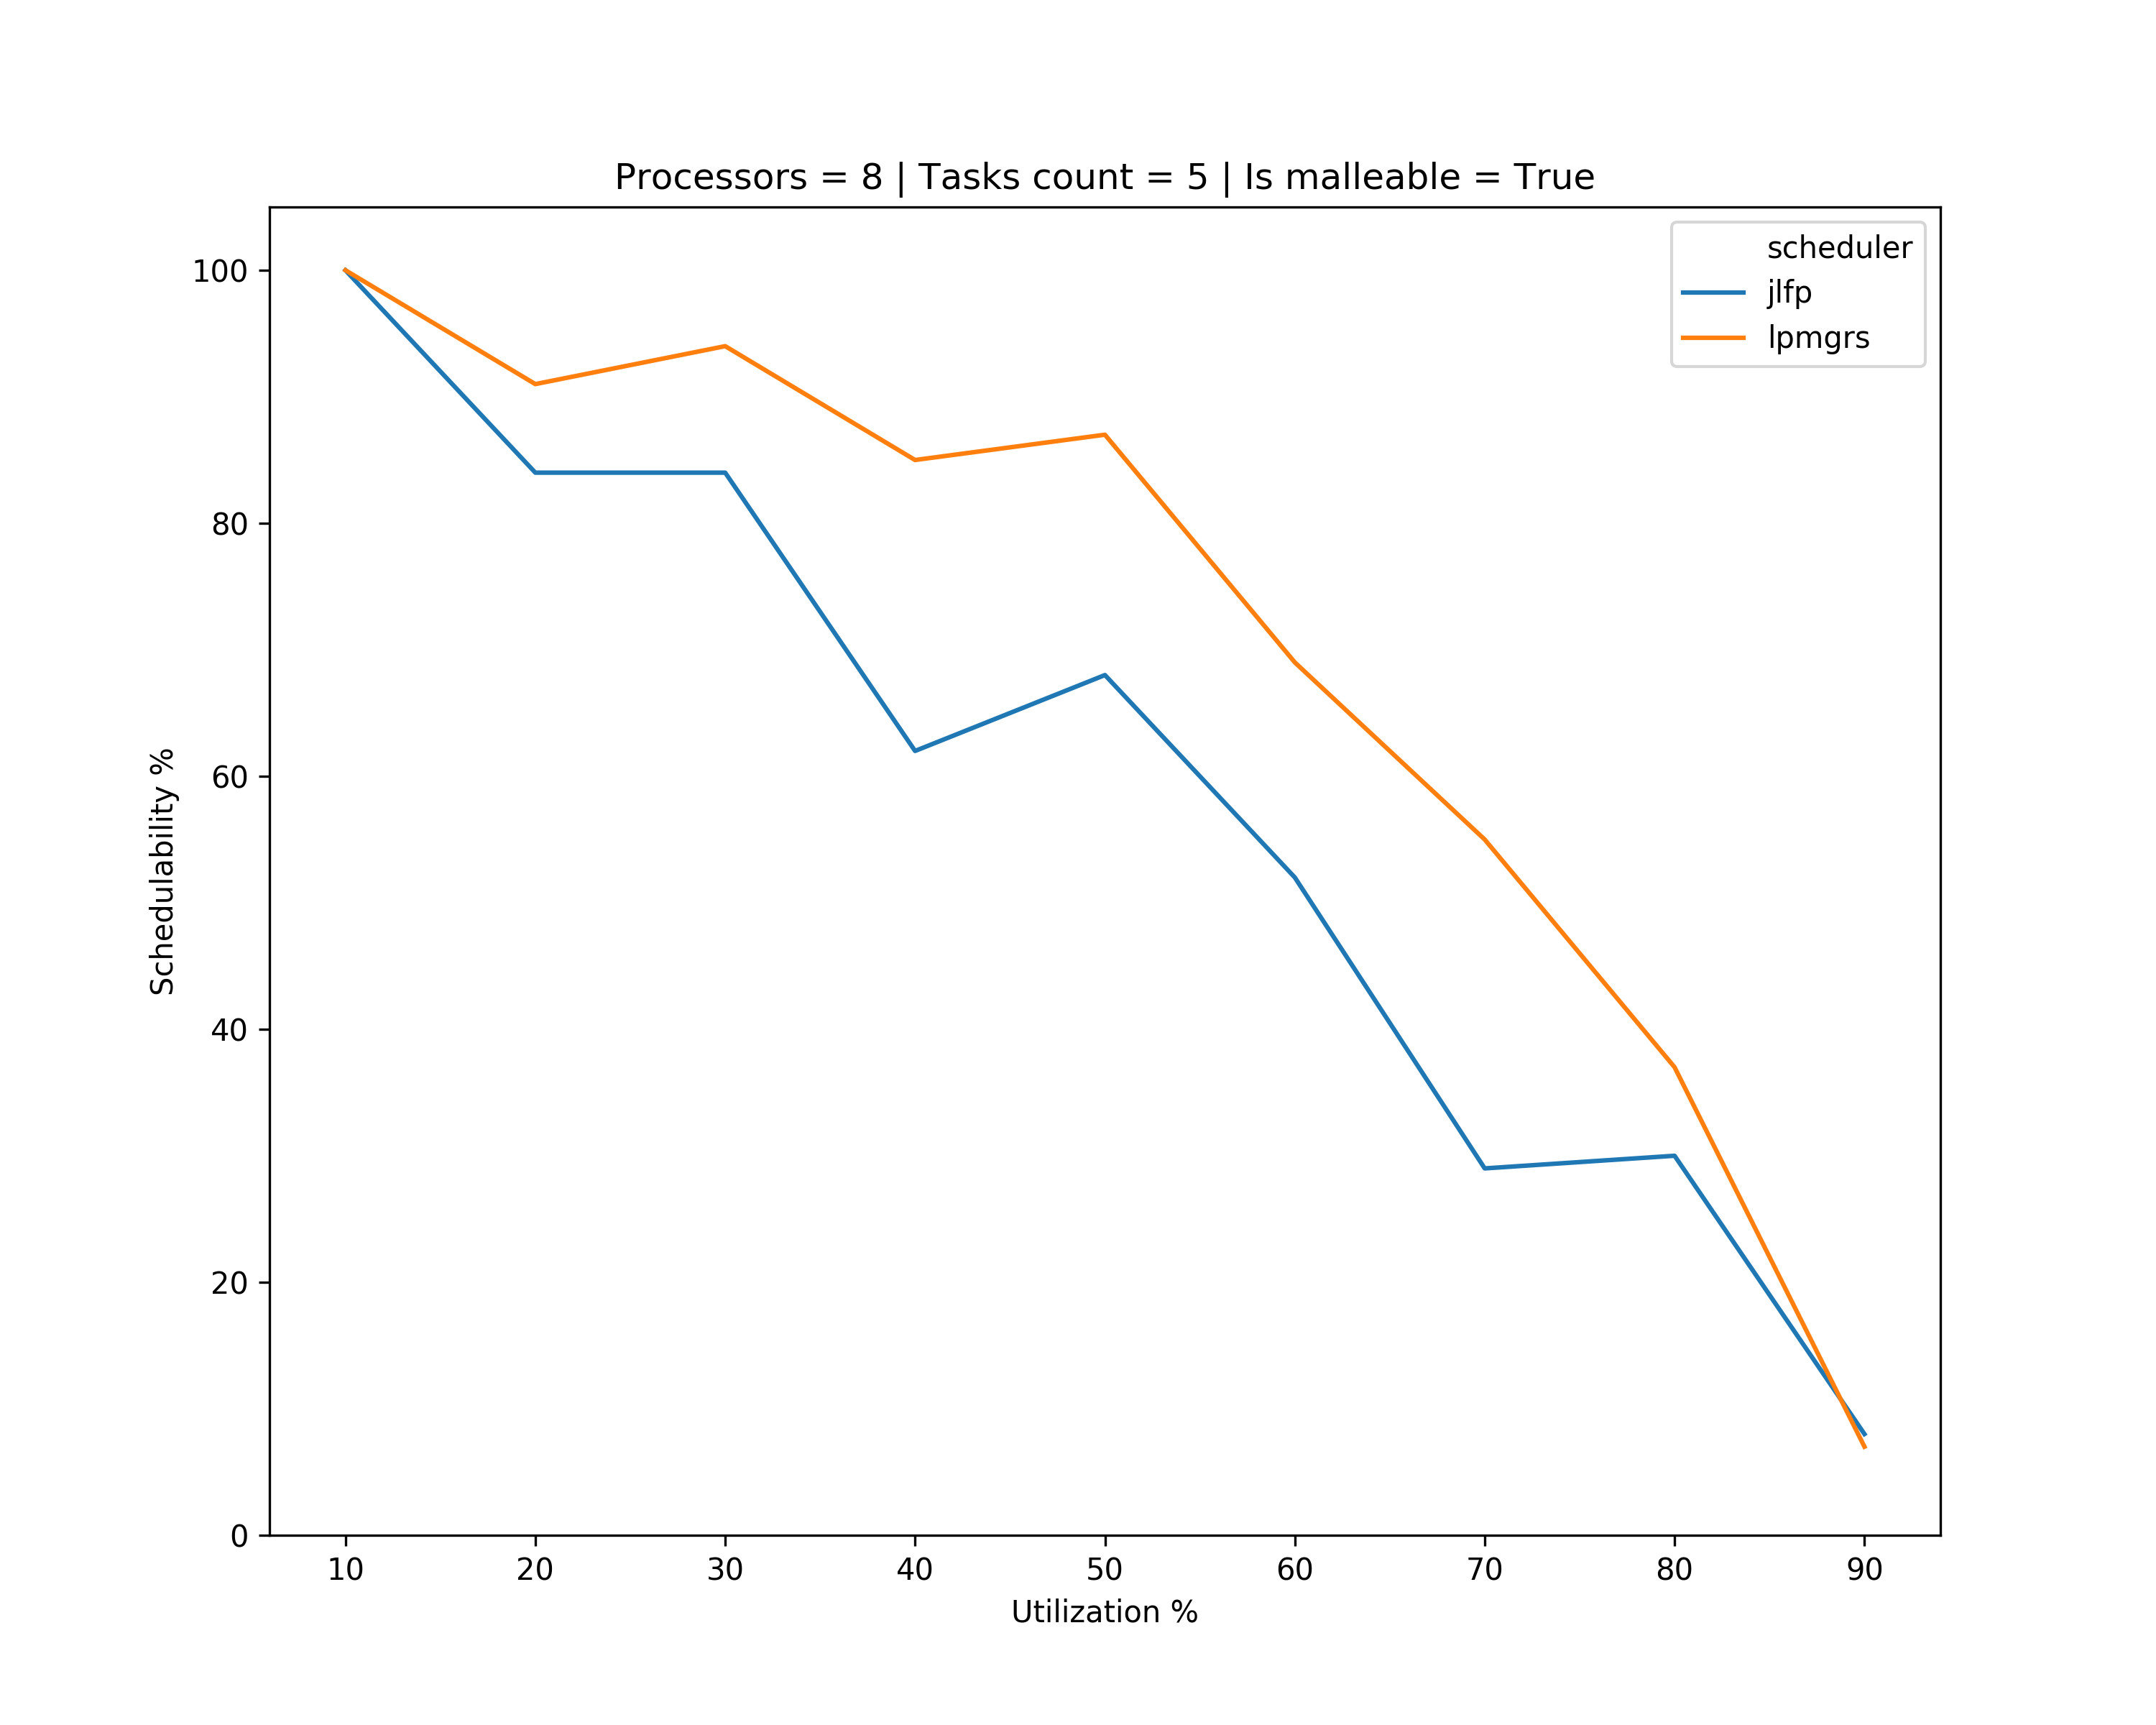 Processors = 8 | Tasks count = 5 | Is malleable = True
scheduler
jlfp
lpmgrs
Schedulability %
100
80
60
40
20
0
10 20 30 40 50 60 70 80 90
Utilization %